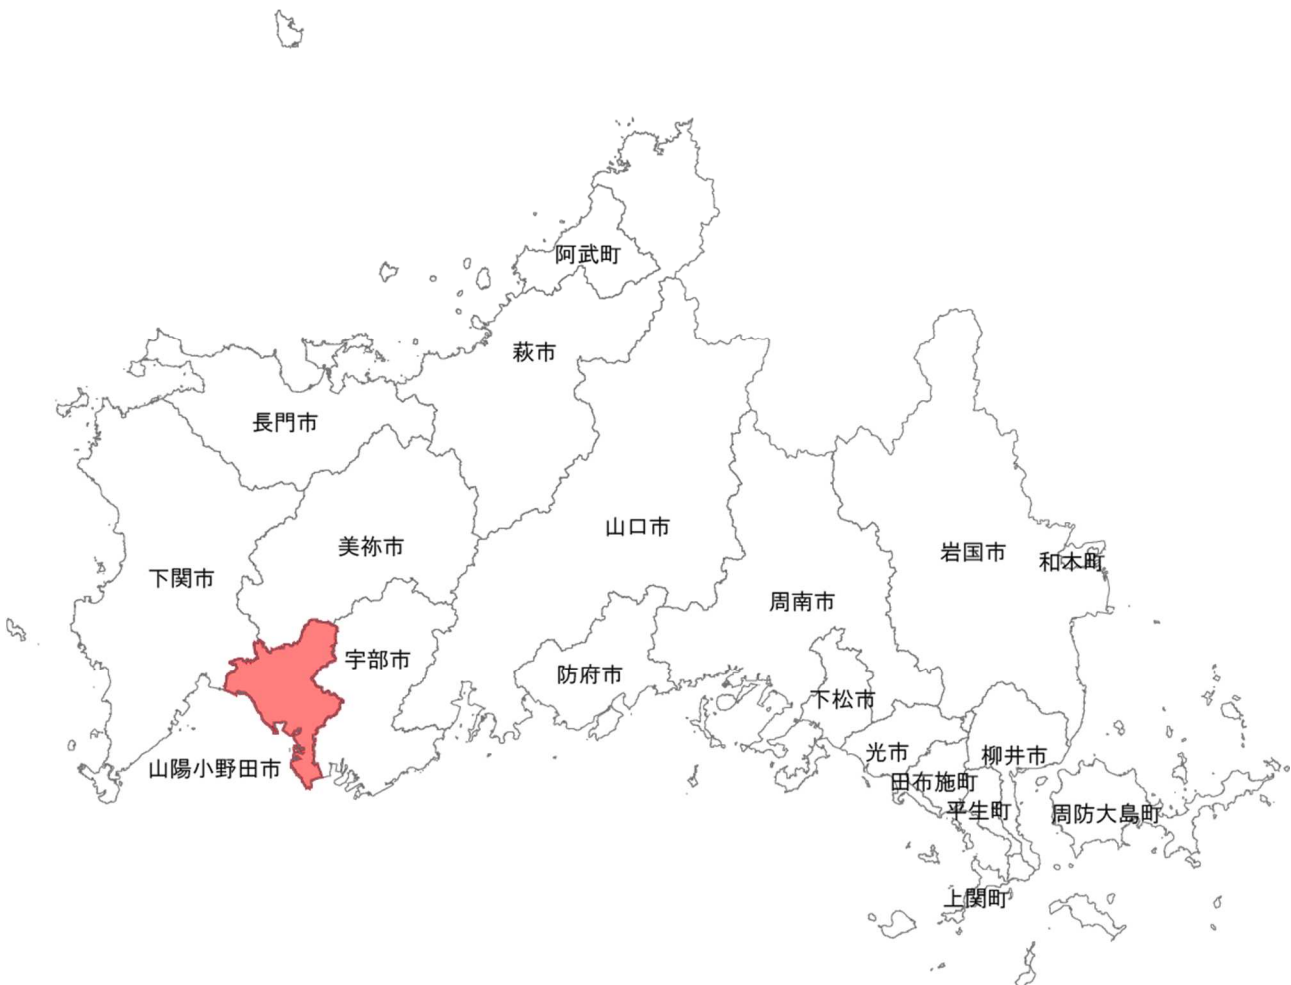 阿武町
萩市
長門市
山口市
美祢市
岩国市
和木町
下関市
周南市
宇部市
防府市
下松市
光市
柳井市
山陽小野田市
田布施町
平生町
周防大島町
上関町